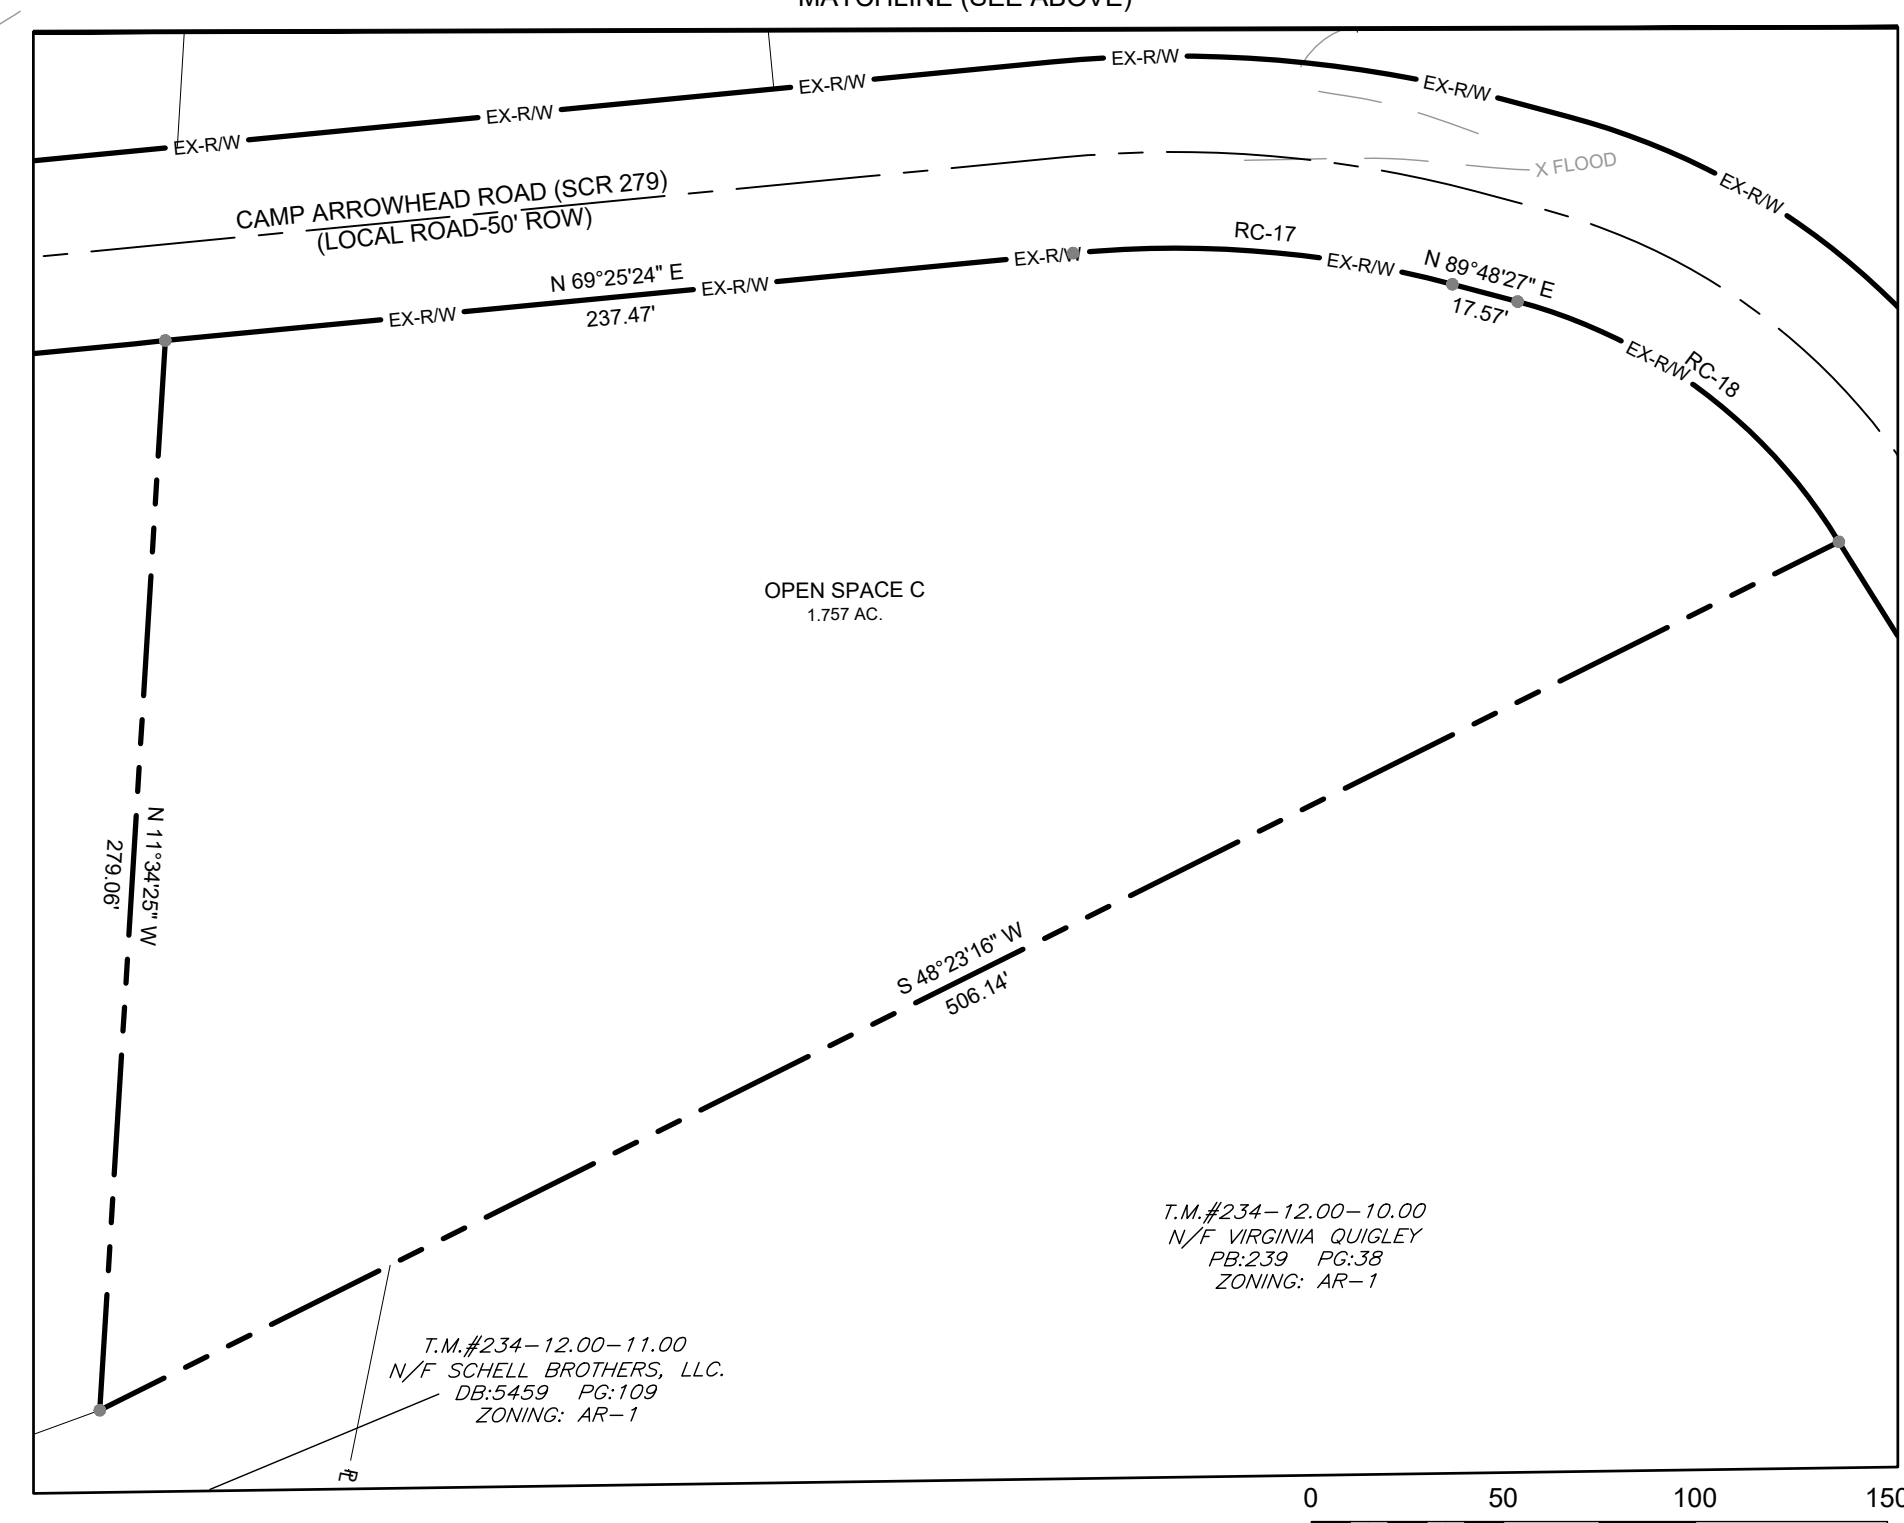 MATCHLINE (SEE ABOVE)
EX-R/W
EX-R/W
EX-R/W
EX-R/W
EX-R/W
EX-R/W
X FLOOD
CAMP ARROWHEAD ROAD (SCR 279)
(LOCAL ROAD-50' ROW)
RC-17
EX-R/W
EX-R/W
EX-R/W
EX-R/W
EX-R/W
N 69°25'24" E
237.47'
N 89°48'27" E
17.57'
RC-18
OPEN SPACE C
1.757 AC.
N 11°34'25" W
279.06'
S 48°23'16" W
506.14'
T.M.#234-12.00-10.00
N/F VIRGINIA QUIGLEY
PB:239 PG:38
ZONING: AR-1
T.M.#234-12.00-11.00
N/F SCHELL BROTHERS, LLC.
DB:5459 PG:109
ZONING: AR-1
PL
0 50 100 150